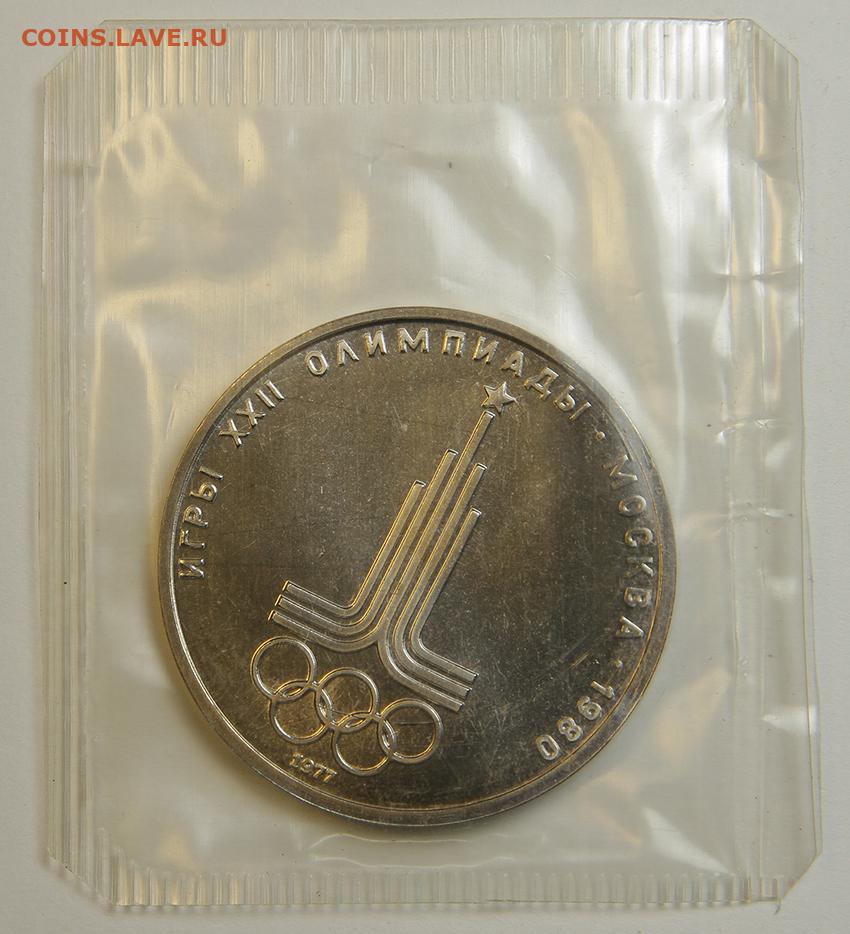 COINS.LAVE.RU
ИГРЫ XXII ОЛИМПИАДЫ · МОСКВА · 1980
1977